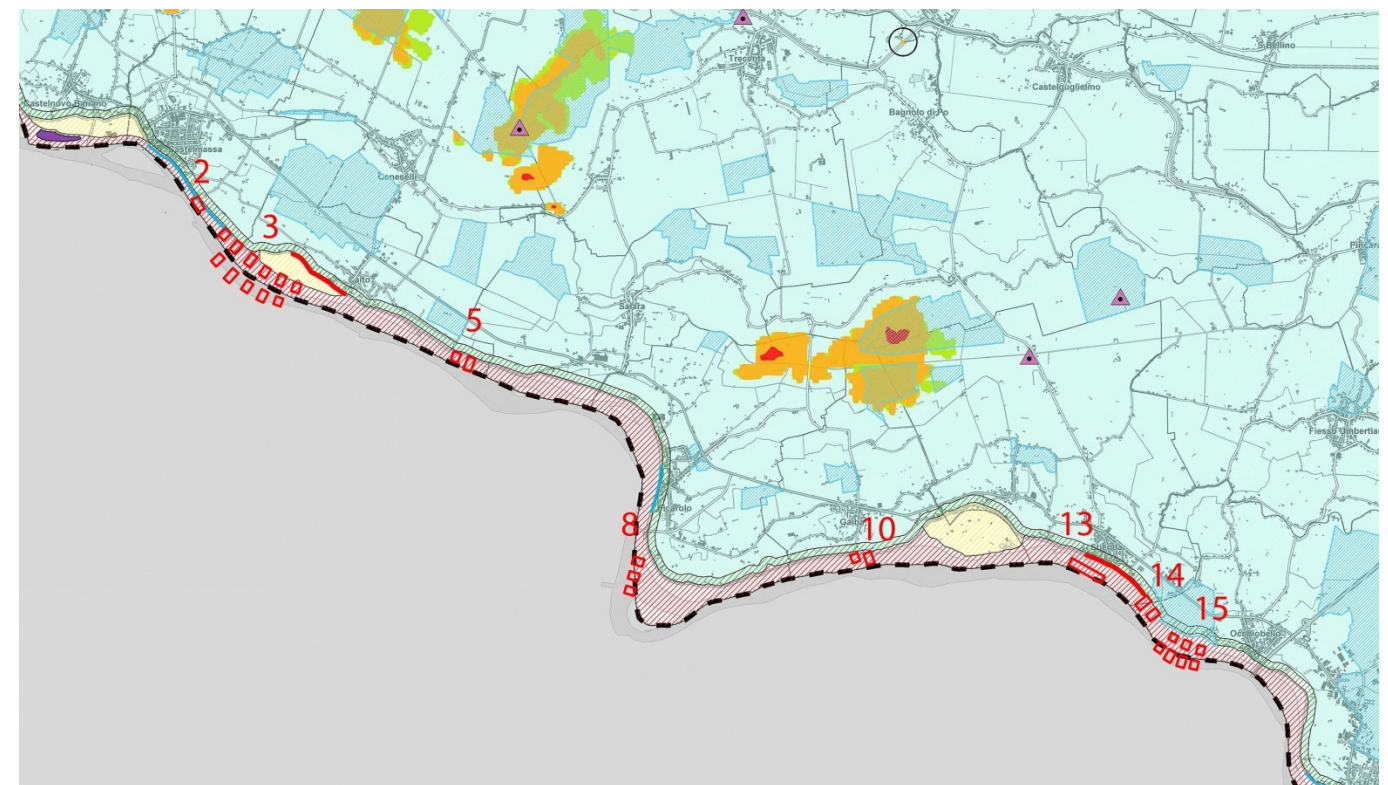 S.Bellino
Trecenta
Castelguglielmo
Castelnovo Bariano
Bagnolo di Po
Castelmassa
Ceneselli
2
3
Pincara
Calto
Salara
5
Fiesso Umbertiano
Ficarolo
8
Gaiba
10
13
Stienta
14
15
Occhiobello